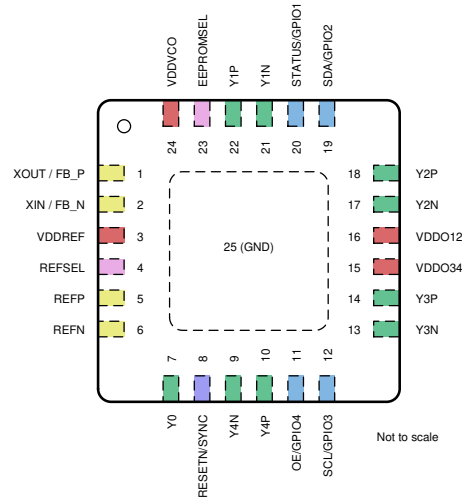 VDDVCO
EEPROMSEL
Y1P
Y1N
STATUS/GPIO1
SDA/GPIO2
24
23
22
21
20
19
XOUT / FB_P 1
XIN / FB_N 2
VDDREF 3
REFSEL 4
REFP 5
REFN 6
25 (GND)
18 Y2P
17 Y2N
16 VDDO12
15 VDDO34
14 Y3P
13 Y3N
7
8
9
10
11
12
Y0
RESETN/SYNC
Y4N
Y4P
OE/GPIO4
SCL/GPIO3
Not to scale